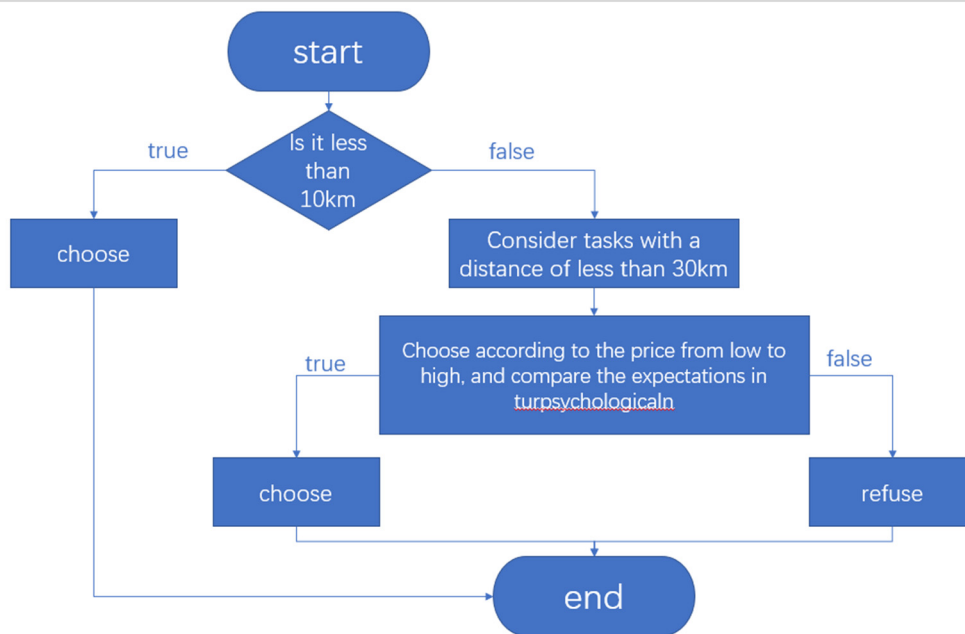 start
true
Is it less
than
10km
false
choose
Consider tasks with a
distance of less than 30km
true
Choose according to the price from low to
high, and compare the expectations in
turpsychologicaln
false
choose
refuse
end